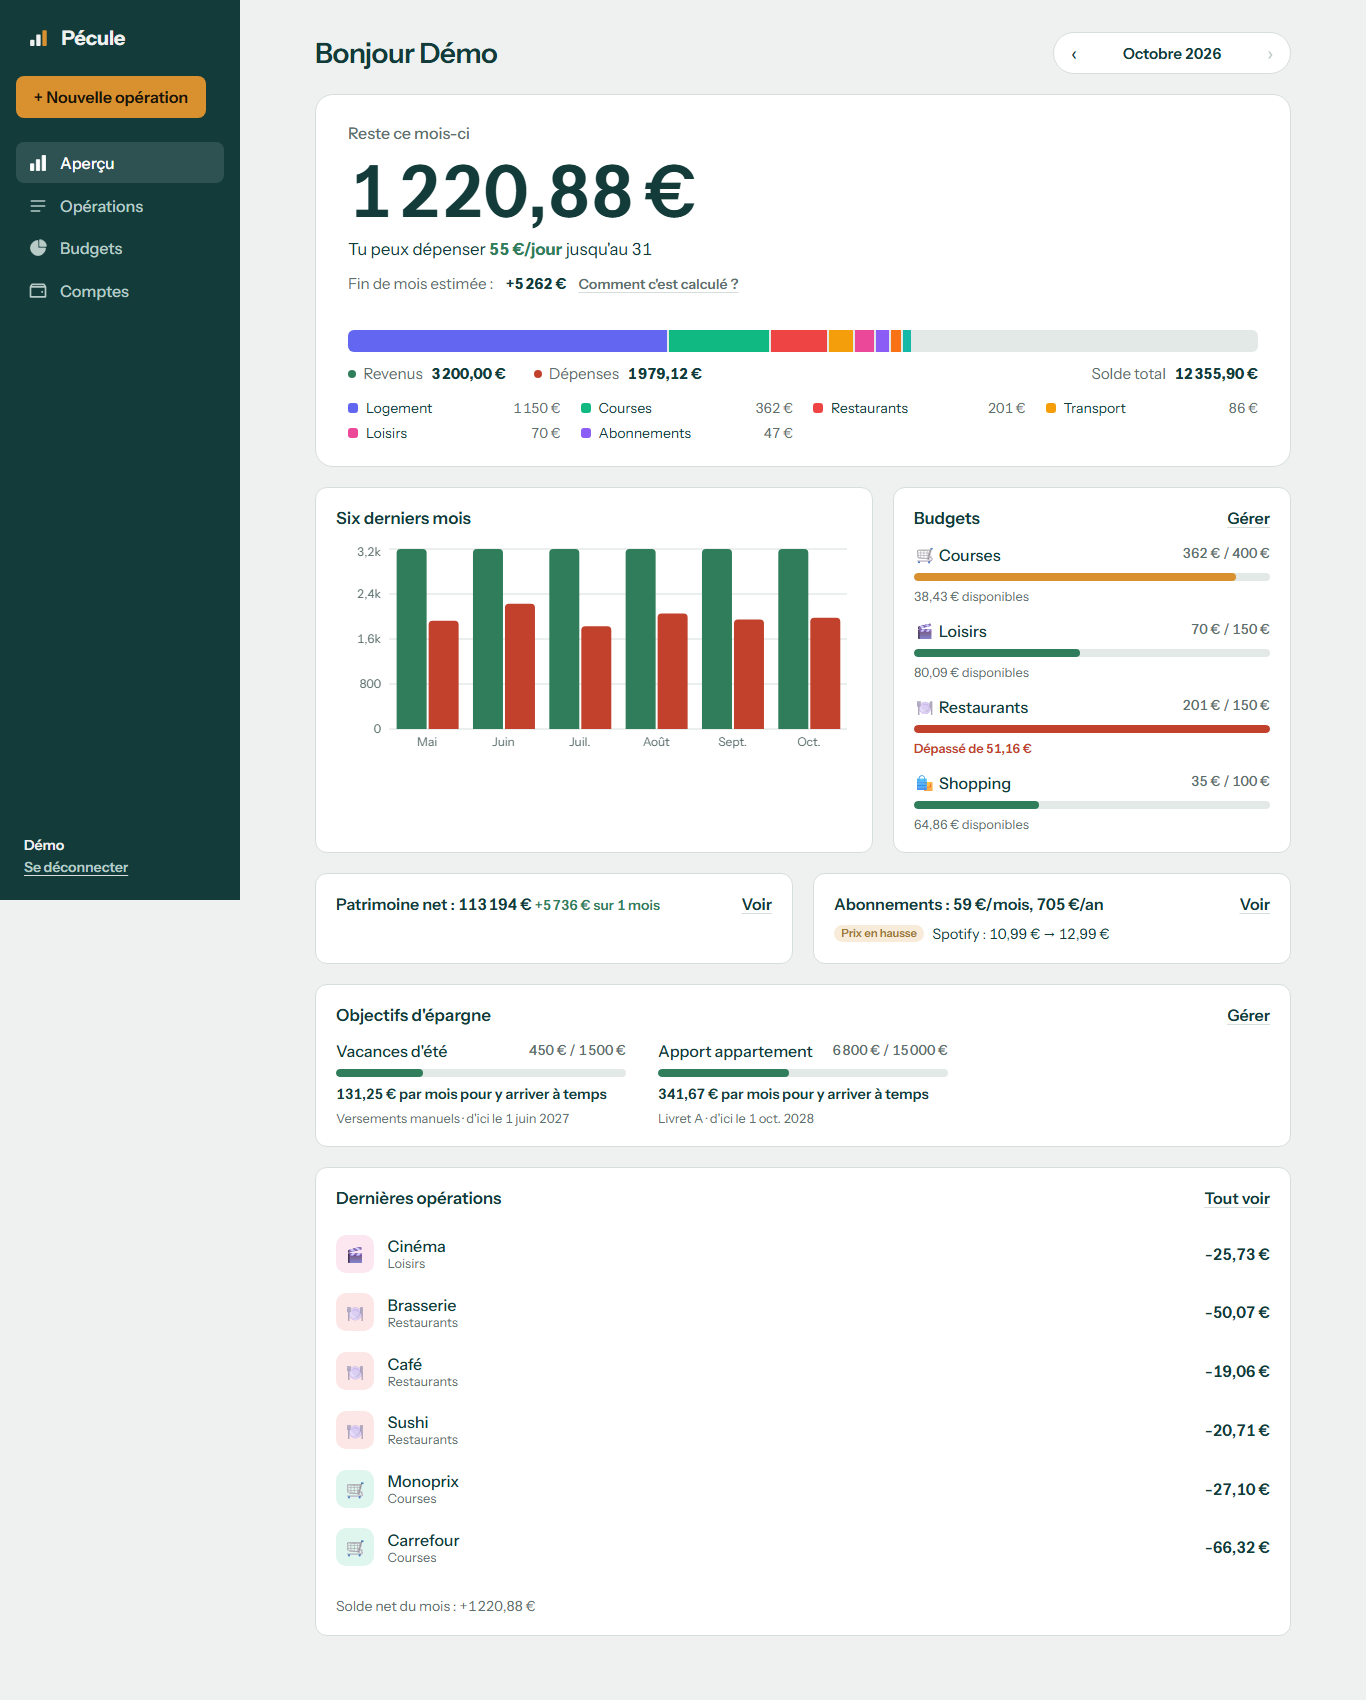 Pécule
+ Nouvelle opération
Aperçu
Opérations
Budgets
Comptes
Démo
Se déconnecter
Bonjour Démo
‹ Octobre 2026 ›
Reste ce mois-ci
1 220,88 €
Tu peux dépenser 55 €/jour jusqu'au 31
Fin de mois estimée : +5 262 € Comment c'est calculé ?
Revenus 3 200,00 € Dépenses 1 979,12 € Solde total 12 355,90 €
Logement 1 150 € Courses 362 € Restaurants 201 € Transport 86 €
Loisirs 70 € Abonnements 47 €
Six derniers mois
3,2k
2,4k
1,6k
800
0
Mai Juin Juil. Août Sept. Oct.
Budgets Gérer
Courses 362 € / 400 €
38,43 € disponibles
Loisirs 70 € / 150 €
80,09 € disponibles
Restaurants 201 € / 150 €
Dépassé de 51,16 €
Shopping 35 € / 100 €
64,86 € disponibles
Patrimoine net : 113 194 € +5 736 € sur 1 mois Voir
Abonnements : 59 €/mois, 705 €/an Voir
Prix en hausse Spotify : 10,99 € → 12,99 €
Objectifs d'épargne Gérer
Vacances d'été 450 € / 1 500 €
131,25 € par mois pour y arriver à temps
Versements manuels · d'ici le 1 juin 2027
Apport appartement 6 800 € / 15 000 €
341,67 € par mois pour y arriver à temps
Livret A · d'ici le 1 oct. 2028
Dernières opérations Tout voir
Cinéma −25,73 €
Loisirs
Brasserie −50,07 €
Restaurants
Café −19,06 €
Restaurants
Sushi −20,71 €
Restaurants
Monoprix −27,10 €
Courses
Carrefour −66,32 €
Courses
Solde net du mois : +1 220,88 €